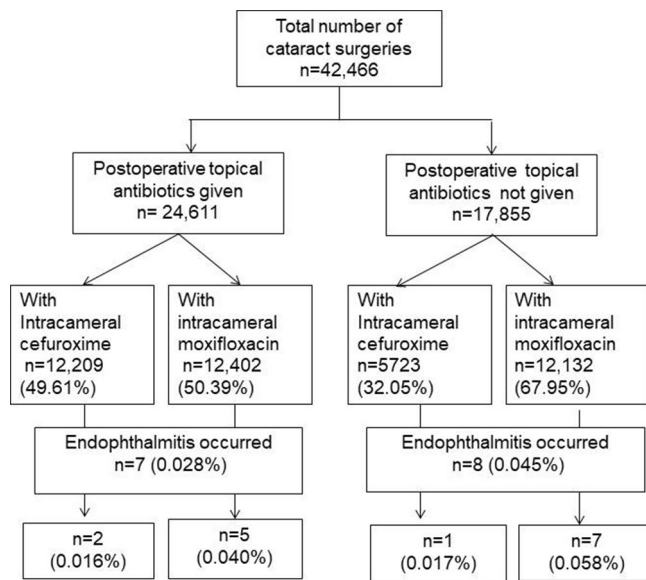 Total number of
cataract surgeries
n=42,466
Postoperative topical
antibiotics given
n= 24,611
Postoperative topical
antibiotics not given
n=17,855
With
Intracameral
cefuroxime
n=12,209
(49.61%)
With
intracameral
moxifloxacin
n=12,402
(50.39%)
With
Intracameral
cefuroxime
n=5723
(32.05%)
With
intracameral
moxifloxacin
n=12,132
(67.95%)
Endophthalmitis occurred
n=7 (0.028%)
Endophthalmitis occurred
n=8 (0.045%)
n=2
(0.016%)
n=5
(0.040%)
n=1
(0.017%)
n=7
(0.058%)